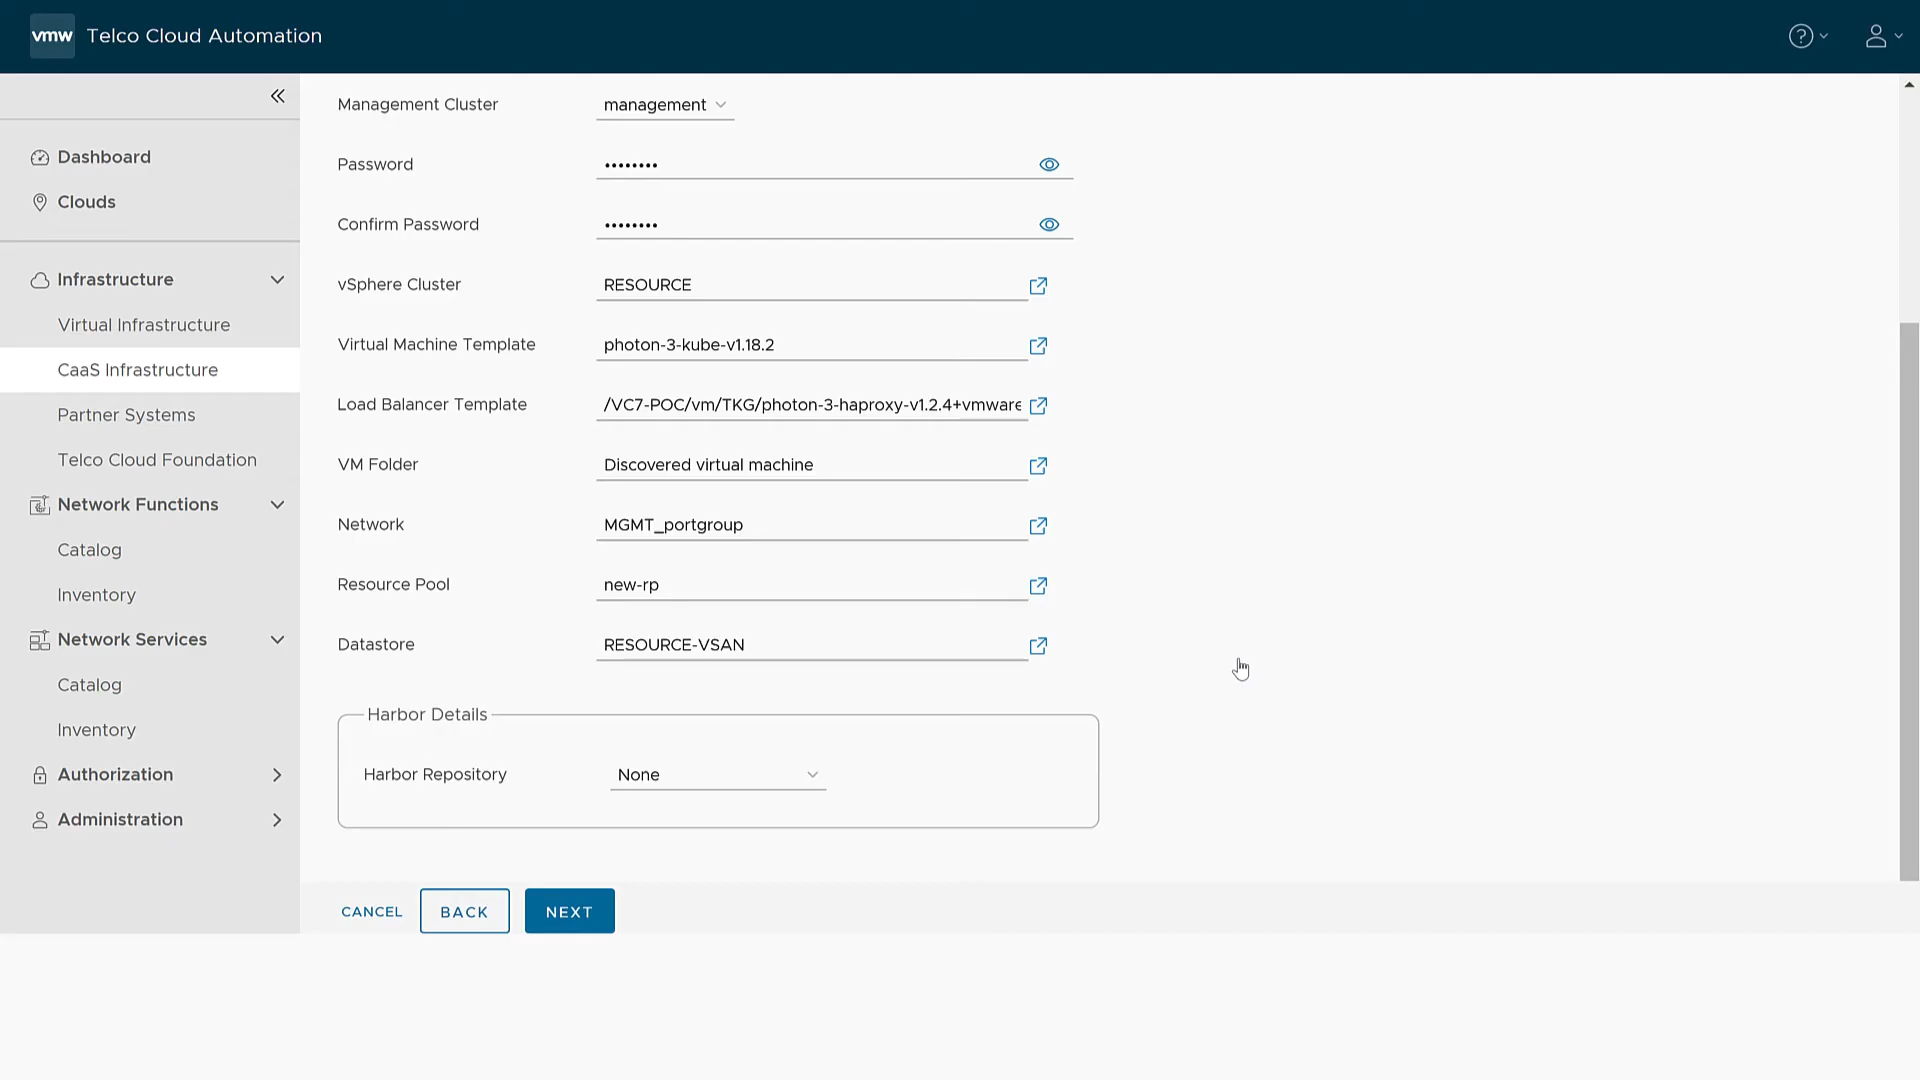 vmw Telco Cloud Automation
Dashboard
Clouds
Infrastructure
Virtual Infrastructure
CaaS Infrastructure
Partner Systems
Telco Cloud Foundation
Network Functions
Catalog
Inventory
Network Services
Catalog
Inventory
Authorization
Administration
Management Cluster management
Password ••••••••
Confirm Password ••••••••
vSphere Cluster RESOURCE
Virtual Machine Template photon-3-kube-v1.18.2
Load Balancer Template /VC7-POC/vm/TKG/photon-3-haproxy-v1.2.4+vmware
VM Folder Discovered virtual machine
Network MGMT_portgroup
Resource Pool new-rp
Datastore RESOURCE-VSAN
Harbor Details
Harbor Repository None
CANCEL BACK NEXT